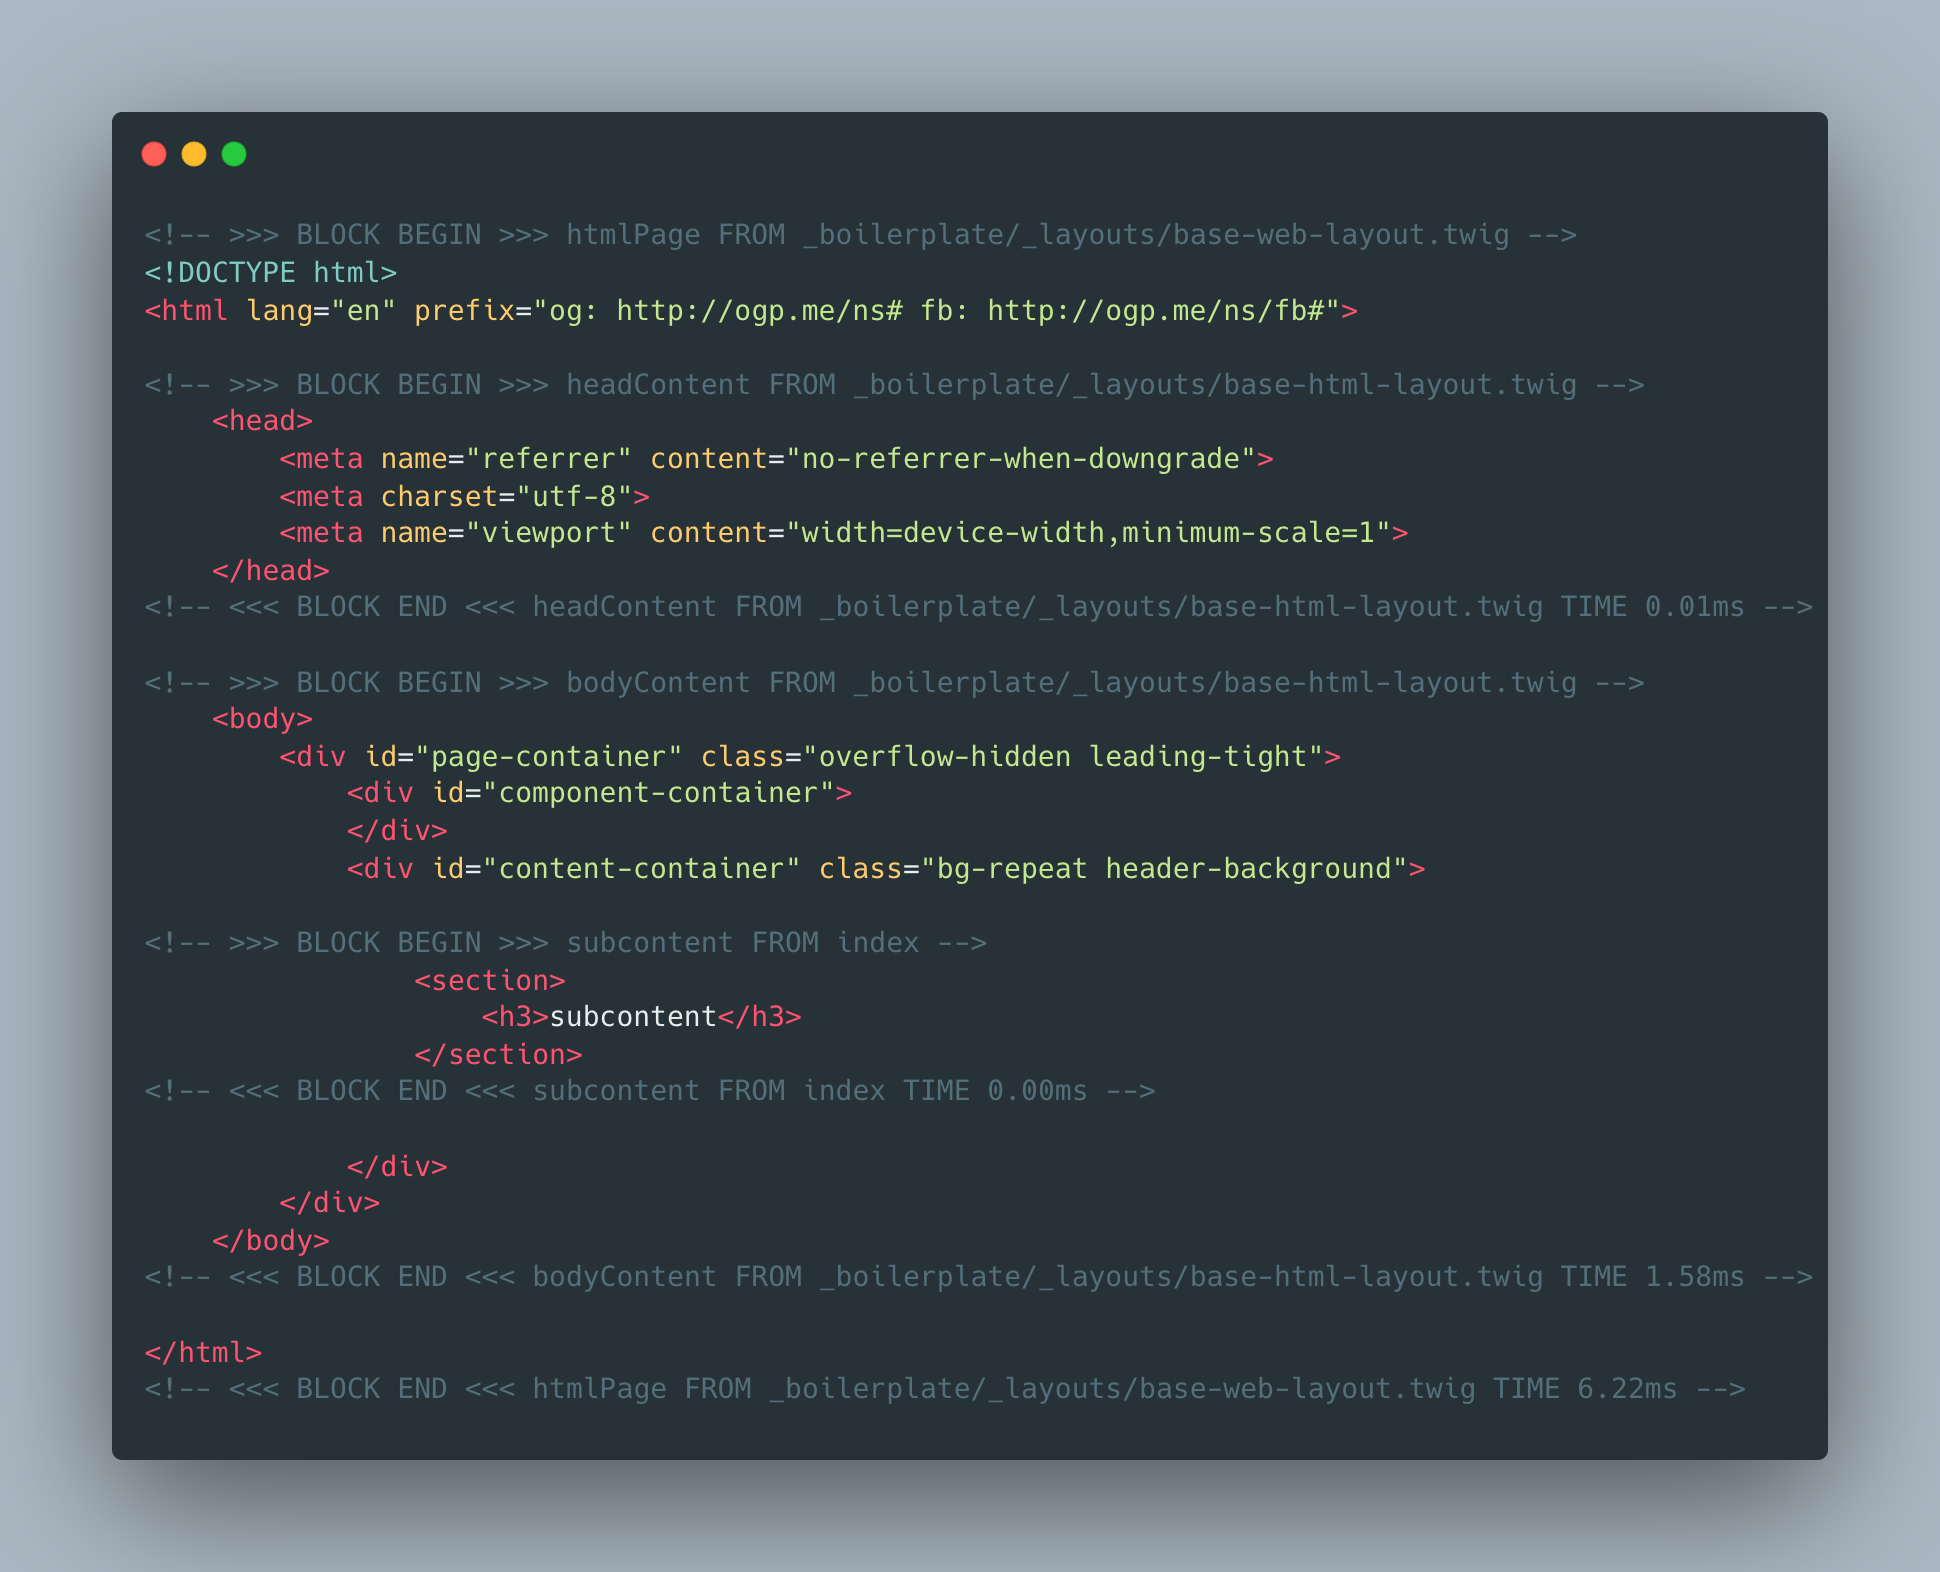 <!-- >>> BLOCK BEGIN >>> htmlPage FROM _boilerplate/_layouts/base-web-layout.twig -->
<!DOCTYPE html>
<html lang="en" prefix="og: http://ogp.me/ns# fb: http://ogp.me/ns/fb#">

<!-- >>> BLOCK BEGIN >>> headContent FROM _boilerplate/_layouts/base-html-layout.twig -->
    <head>
        <meta name="referrer" content="no-referrer-when-downgrade">
        <meta charset="utf-8">
        <meta name="viewport" content="width=device-width,minimum-scale=1">
    </head>
<!-- <<< BLOCK END <<< headContent FROM _boilerplate/_layouts/base-html-layout.twig TIME 0.01ms -->

<!-- >>> BLOCK BEGIN >>> bodyContent FROM _boilerplate/_layouts/base-html-layout.twig -->
    <body>
        <div id="page-container" class="overflow-hidden leading-tight">
            <div id="component-container">
            </div>
            <div id="content-container" class="bg-repeat header-background">

<!-- >>> BLOCK BEGIN >>> subcontent FROM index -->
                <section>
                    <h3>subcontent</h3>
                </section>
<!-- <<< BLOCK END <<< subcontent FROM index TIME 0.00ms -->

            </div>
        </div>
    </body>
<!-- <<< BLOCK END <<< bodyContent FROM _boilerplate/_layouts/base-html-layout.twig TIME 1.58ms -->

</html>
<!-- <<< BLOCK END <<< htmlPage FROM _boilerplate/_layouts/base-web-layout.twig TIME 6.22ms -->